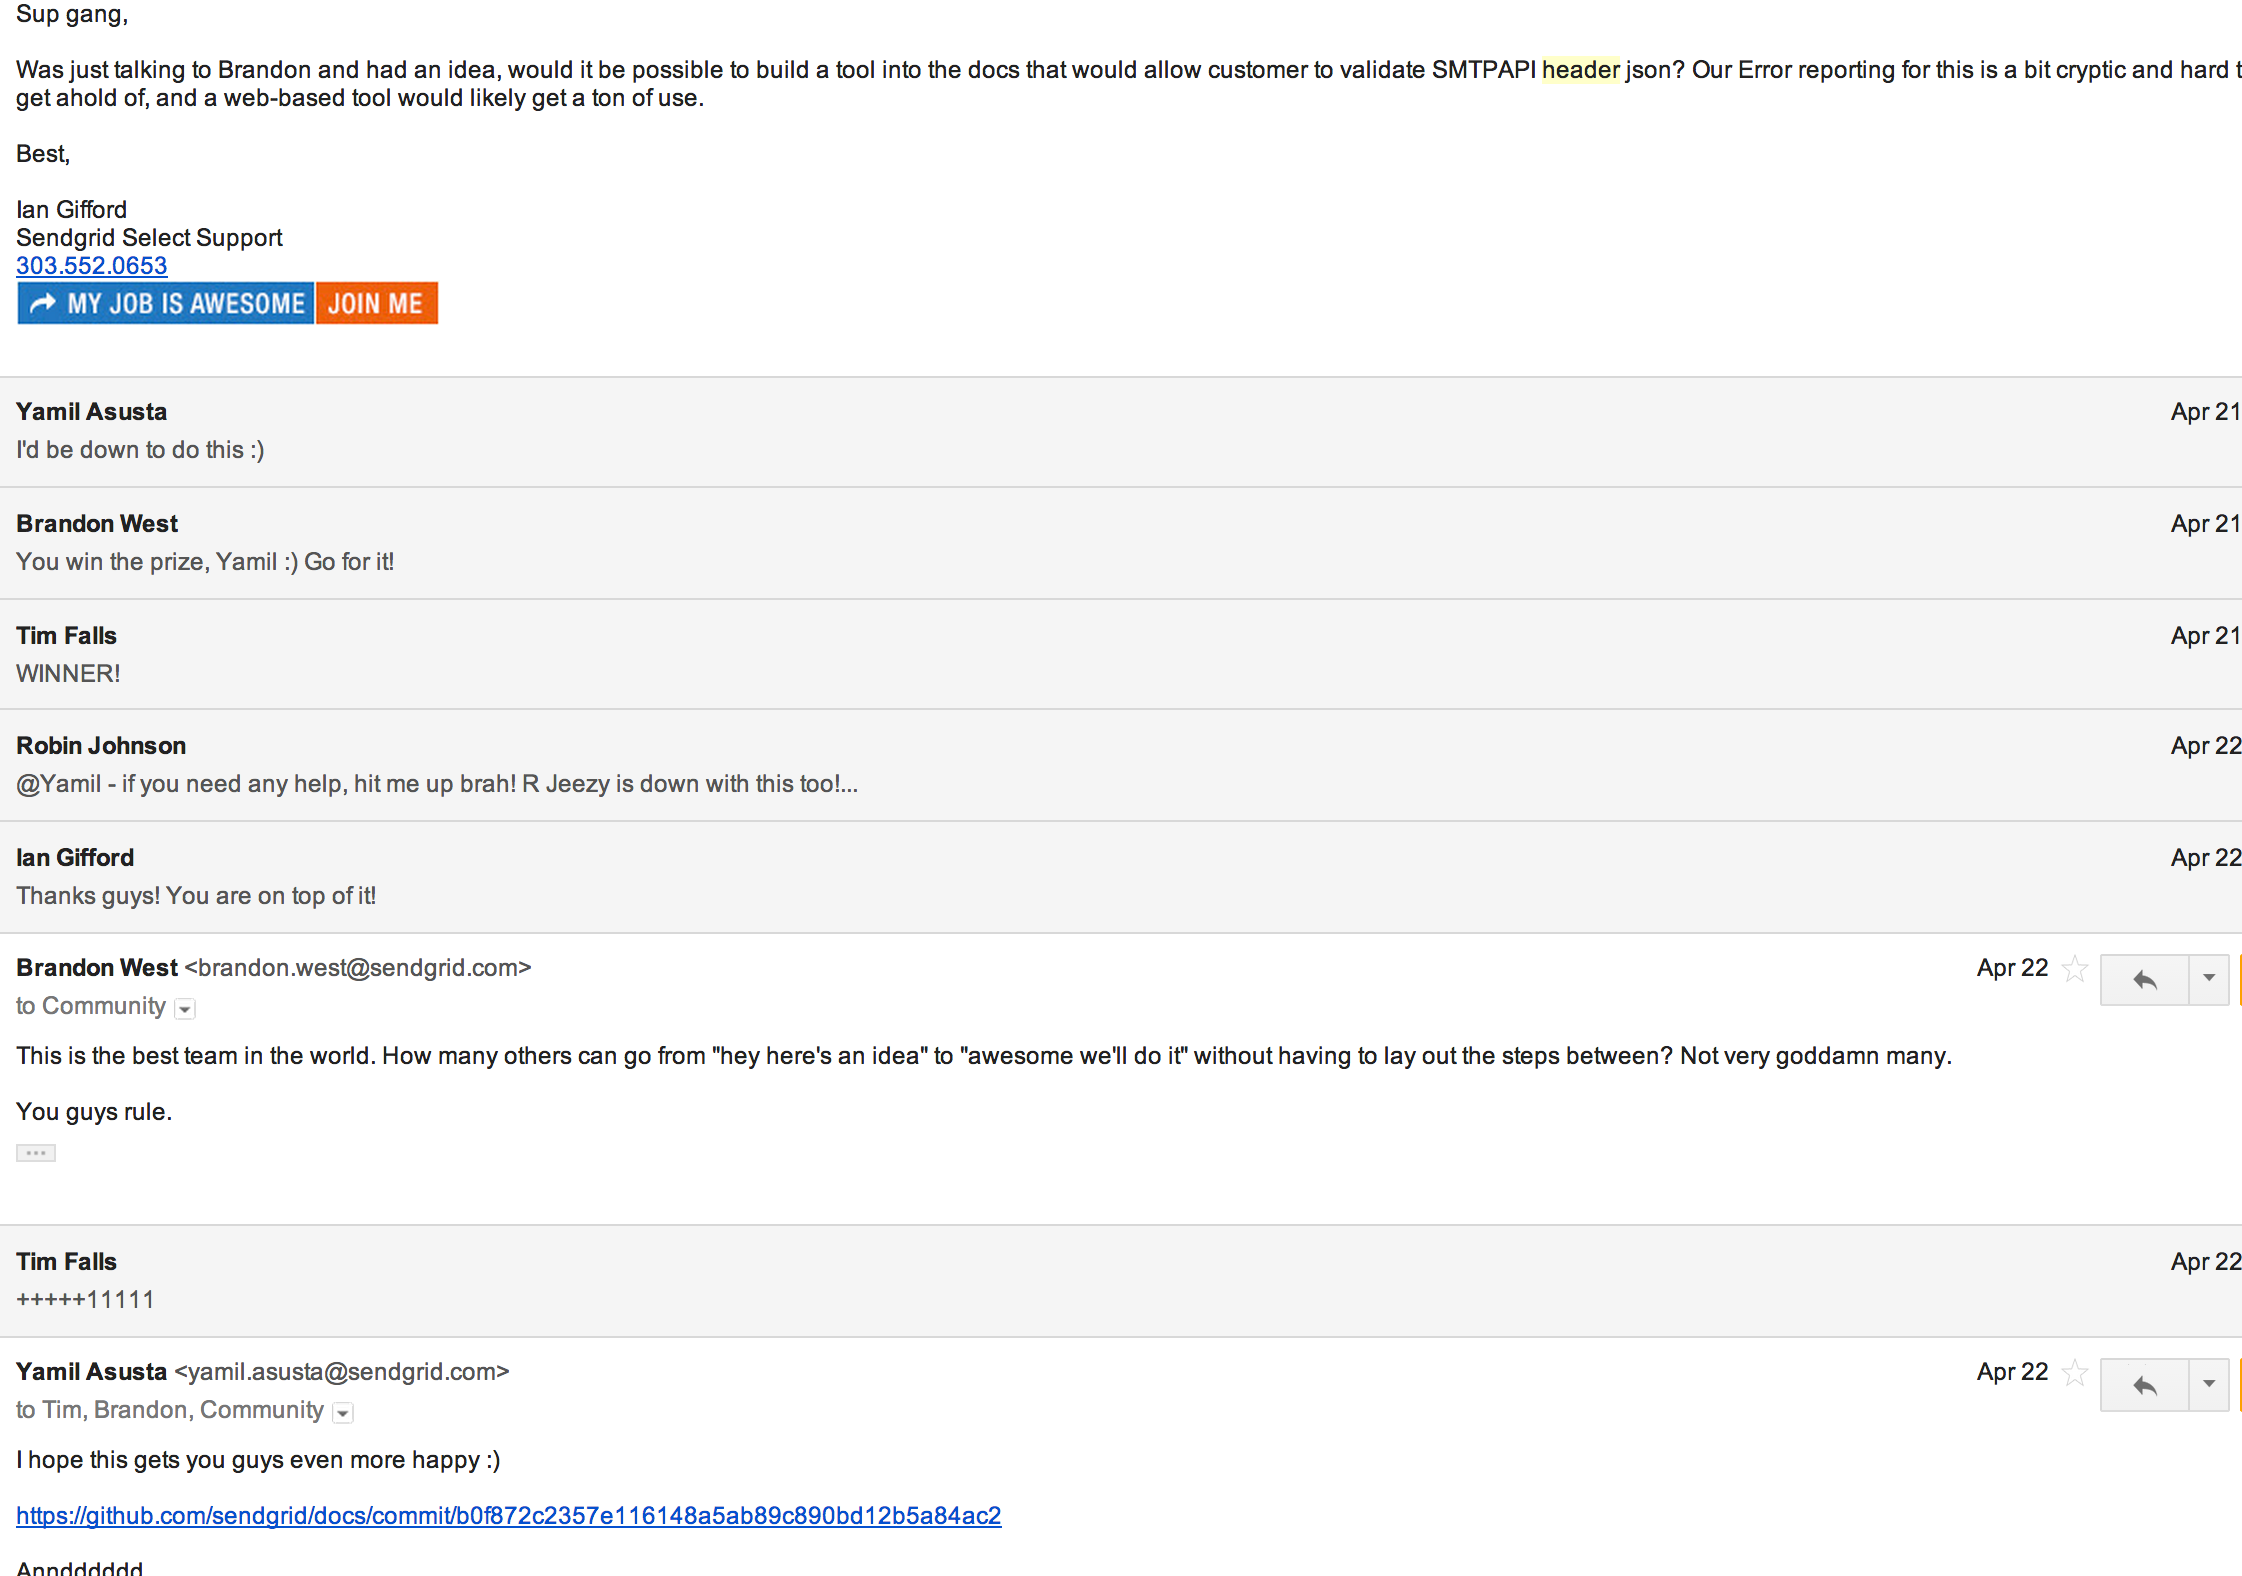 Sup gang,
Was just talking to Brandon and had an idea, would it be possible to build a tool into the docs that would allow customer to validate SMTPAPI header json? Our Error reporting for this is a bit cryptic and hard t
get ahold of, and a web-based tool would likely get a ton of use.
Best,
Ian Gifford
Sendgrid Select Support
303.552.0653
MY JOB IS AWESOME JOIN ME
Yamil Asusta Apr 21
I'd be down to do this :)
Brandon West Apr 21
You win the prize, Yamil :) Go for it!
Tim Falls Apr 21
WINNER!
Robin Johnson Apr 22
@Yamil - if you need any help, hit me up brah! R Jeezy is down with this too!...
Ian Gifford Apr 22
Thanks guys! You are on top of it!
Brandon West <brandon.west@sendgrid.com> Apr 22
to Community
This is the best team in the world. How many others can go from "hey here's an idea" to "awesome we'll do it" without having to lay out the steps between? Not very goddamn many.
You guys rule.
Tim Falls Apr 22
+++++11111
Yamil Asusta <yamil.asusta@sendgrid.com> Apr 22
to Tim, Brandon, Community
I hope this gets you guys even more happy :)
https://github.com/sendgrid/docs/commit/b0f872c2357e116148a5ab89c890bd12b5a84ac2
Anndddddd